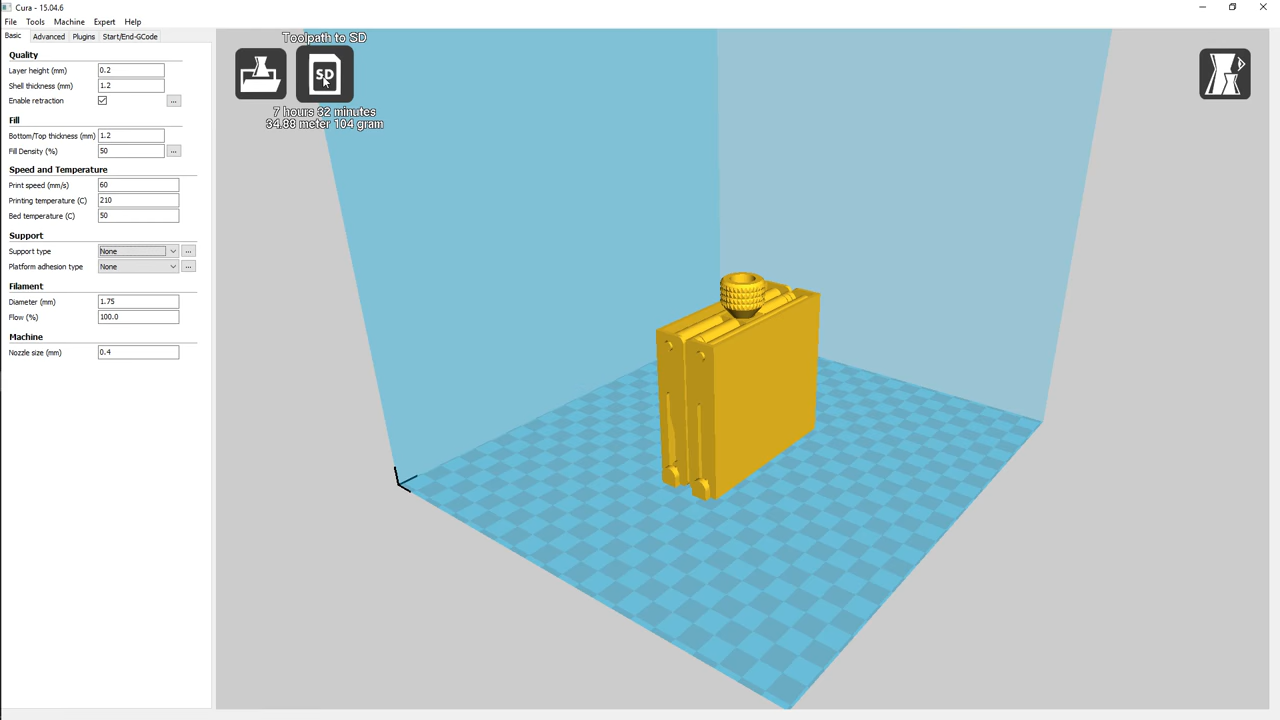 Cura - 15.04.6
File Tools Machine Expert Help
Basic Advanced Plugins Start/End-GCode
Quality
Layer height (mm) 0.2
Shell thickness (mm) 1.2
Enable retraction ...
Fill
Bottom/Top thickness (mm) 1.2
Fill Density (%) 50 ...
Speed and Temperature
Print speed (mm/s) 60
Printing temperature (C) 210
Bed temperature (C) 50
Support
Support type None ...
Platform adhesion type None ...
Filament
Diameter (mm) 1.75
Flow (%) 100.0
Machine
Nozzle size (mm) 0.4
Toolpath to SD
SD
7 hours 32 minutes
34.88 meter 104 gram